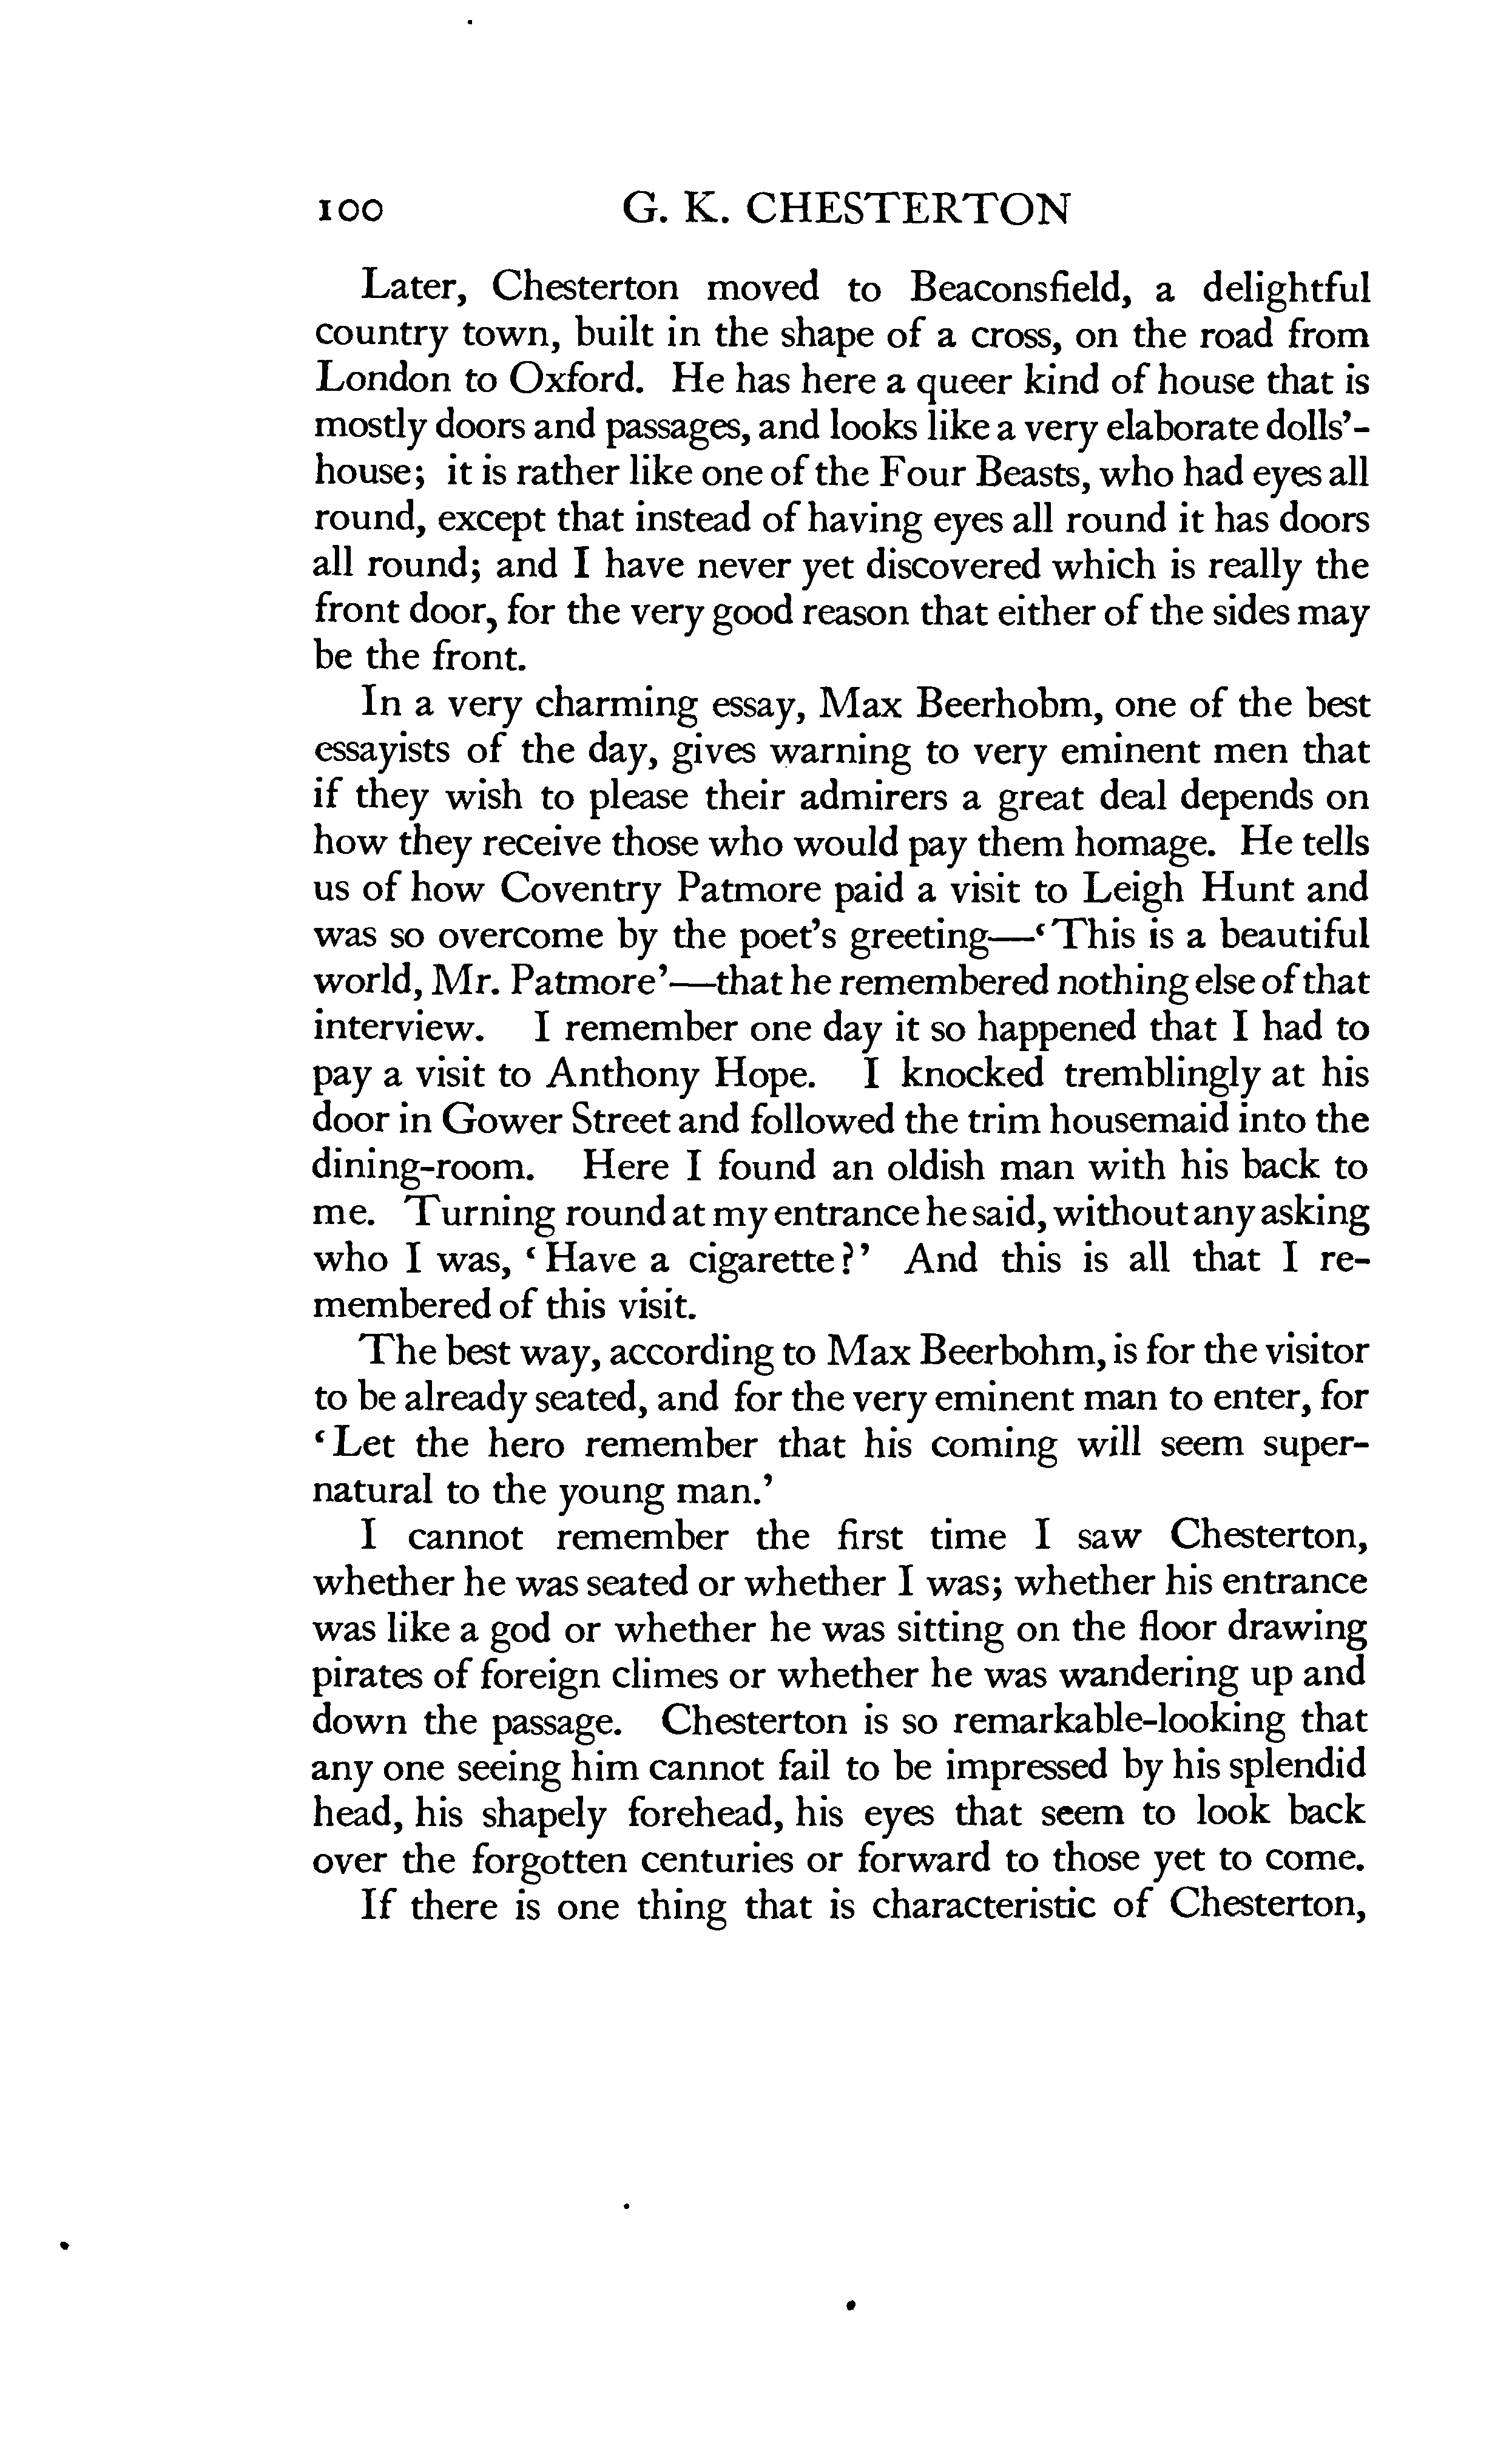 100 G. K. CHESTERTON
Later, Chesterton moved to Beaconsfield, a delightful
country town, built in the shape of a cross, on the road from
London to Oxford. He has here a queer kind of house that is
mostly doors and passages, and looks like a very elaborate dolls'-
house; it is rather like one of the Four Beasts, who had eyes all
round, except that instead of having eyes all round it has doors
all round; and I have never yet discovered which is really the
front door, for the very good reason that either of the sides may
be the front.
In a very charming essay, Max Beerhobm, one of the best
essayists of the day, gives warning to very eminent men that
if they wish to please their admirers a great deal depends on
how they receive those who would pay them homage. He tells
us of how Coventry Patmore paid a visit to Leigh Hunt and
was so overcome by the poet's greeting—'This is a beautiful
world, Mr. Patmore'—that he remembered nothing else of that
interview. I remember one day it so happened that I had to
pay a visit to Anthony Hope. I knocked tremblingly at his
door in Gower Street and followed the trim housemaid into the
dining-room. Here I found an oldish man with his back to
me. Turning round at my entrance he said, without any asking
who I was, 'Have a cigarette?' And this is all that I re-
membered of this visit.
The best way, according to Max Beerbohm, is for the visitor
to be already seated, and for the very eminent man to enter, for
'Let the hero remember that his coming will seem super-
natural to the young man.'
I cannot remember the first time I saw Chesterton,
whether he was seated or whether I was; whether his entrance
was like a god or whether he was sitting on the floor drawing
pirates of foreign climes or whether he was wandering up and
down the passage. Chesterton is so remarkable-looking that
any one seeing him cannot fail to be impressed by his splendid
head, his shapely forehead, his eyes that seem to look back
over the forgotten centuries or forward to those yet to come.
If there is one thing that is characteristic of Chesterton,